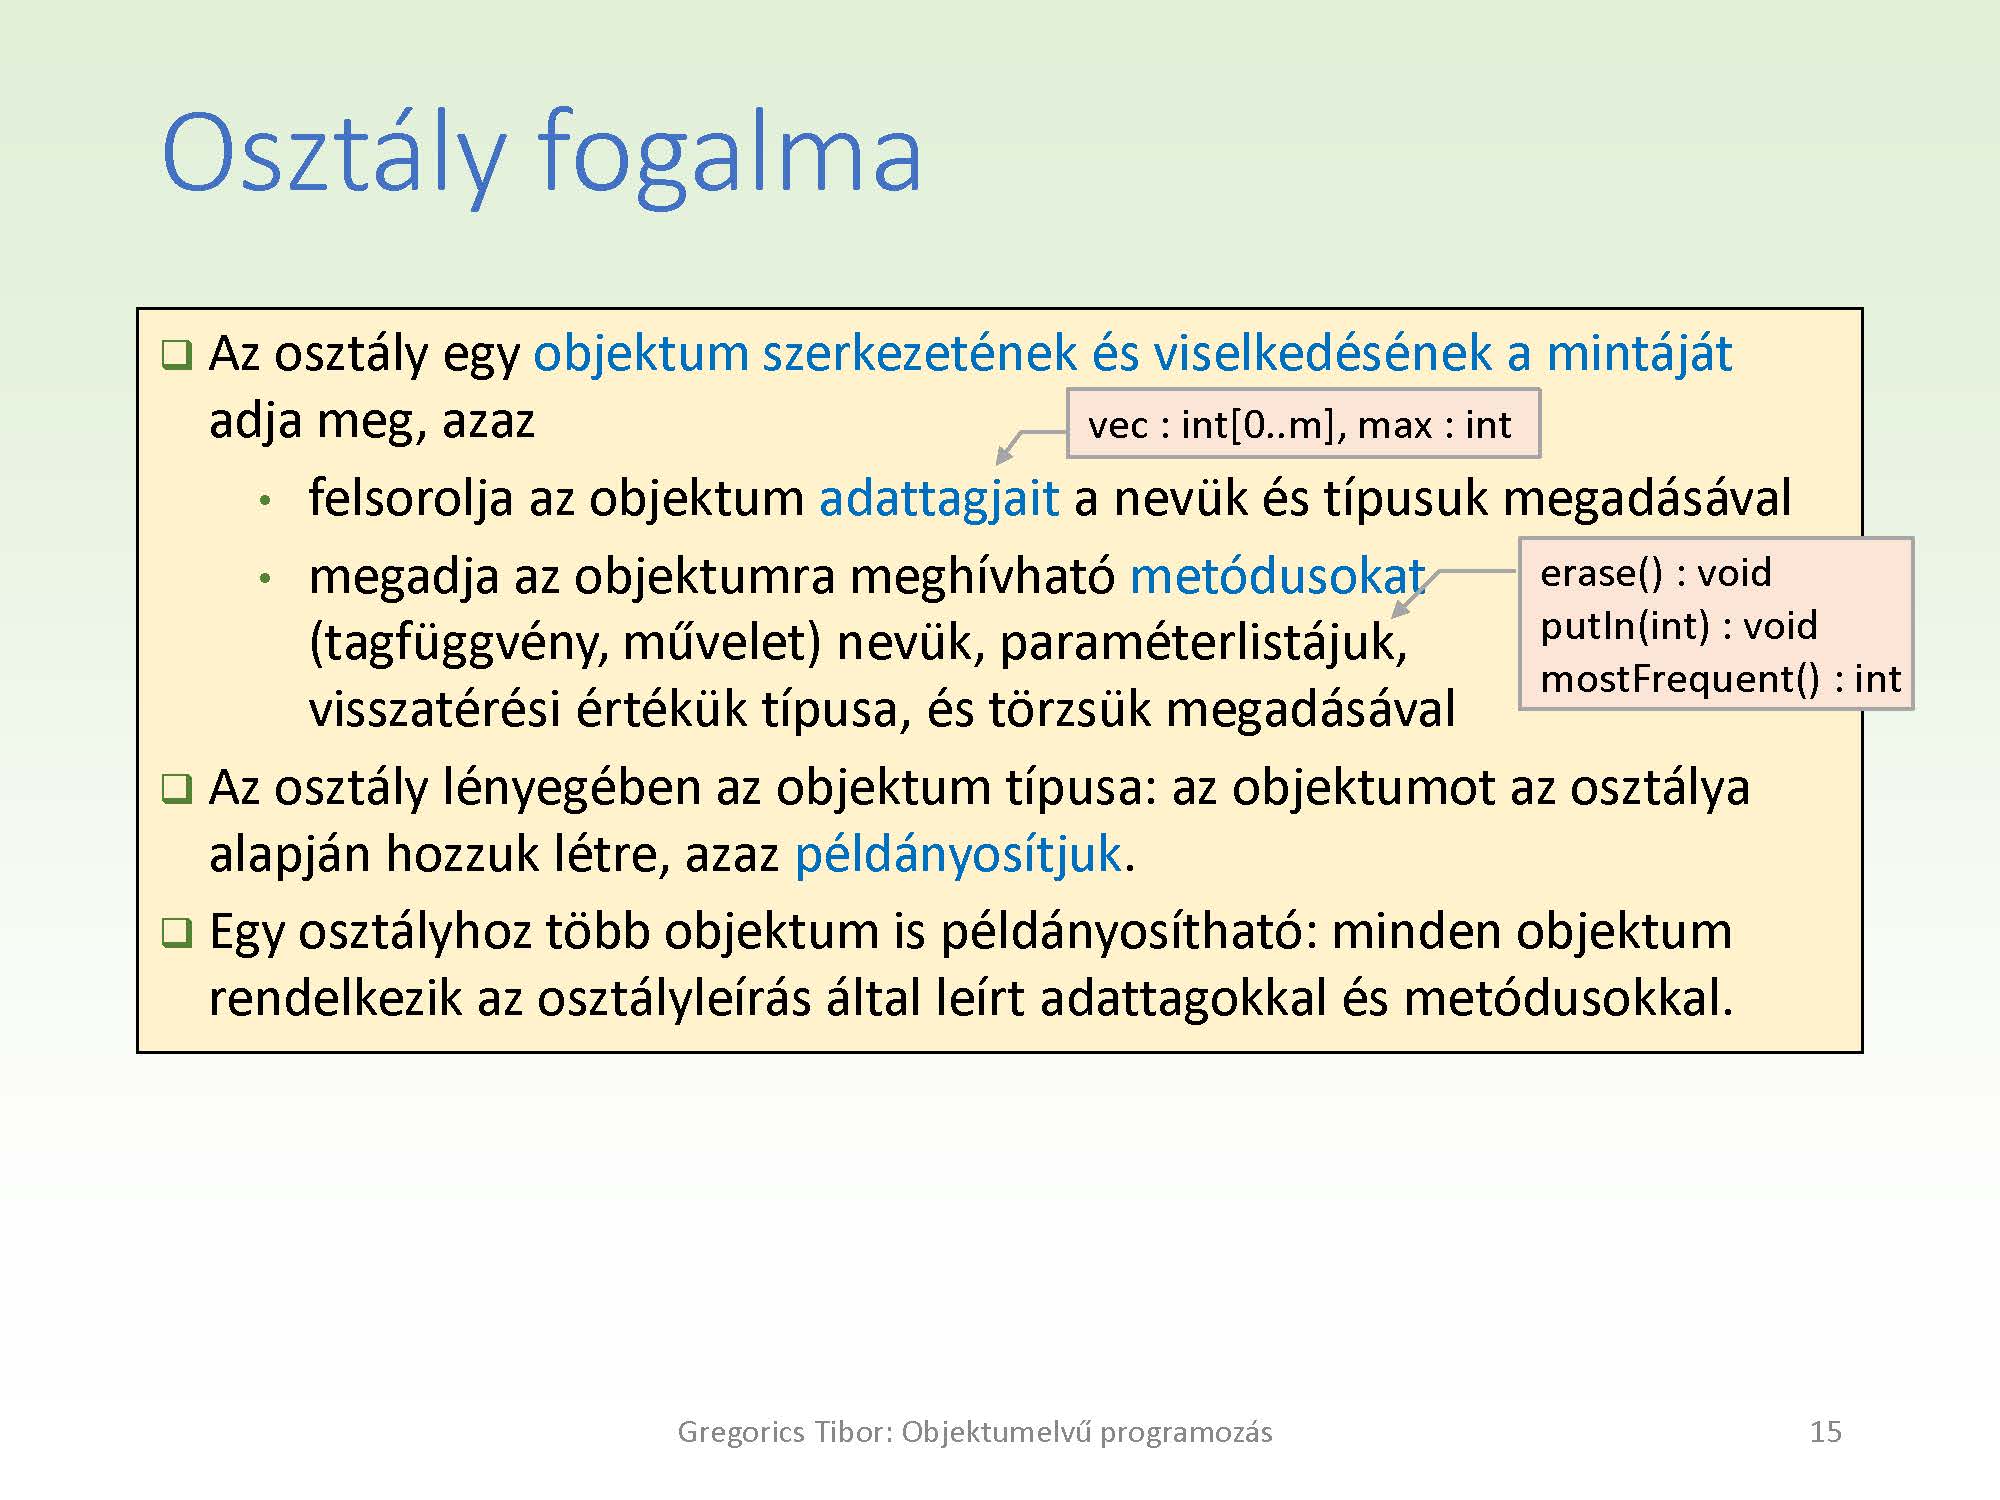 Osztály fogalma
Az osztály egy objektum szerkezetének és viselkedésének a mintáját
adja meg, azaz
vec : int[0..m], max : int
felsorolja az objektum adattagjait a nevük és típusuk megadásával
megadja az objektumra meghívható metódusokat
(tagfüggvény, művelet) nevük, paraméterlistájuk,
visszatérési értékük típusa, és törzsük megadásával
erase() : void
putIn(int) : void
mostFrequent() : int
Az osztály lényegében az objektum típusa: az objektumot az osztálya
alapján hozzuk létre, azaz példányosítjuk.
Egy osztályhoz több objektum is példányosítható: minden objektum
rendelkezik az osztályleírás által leírt adattagokkal és metódusokkal.
Gregorics Tibor: Objektumelvű programozás
15